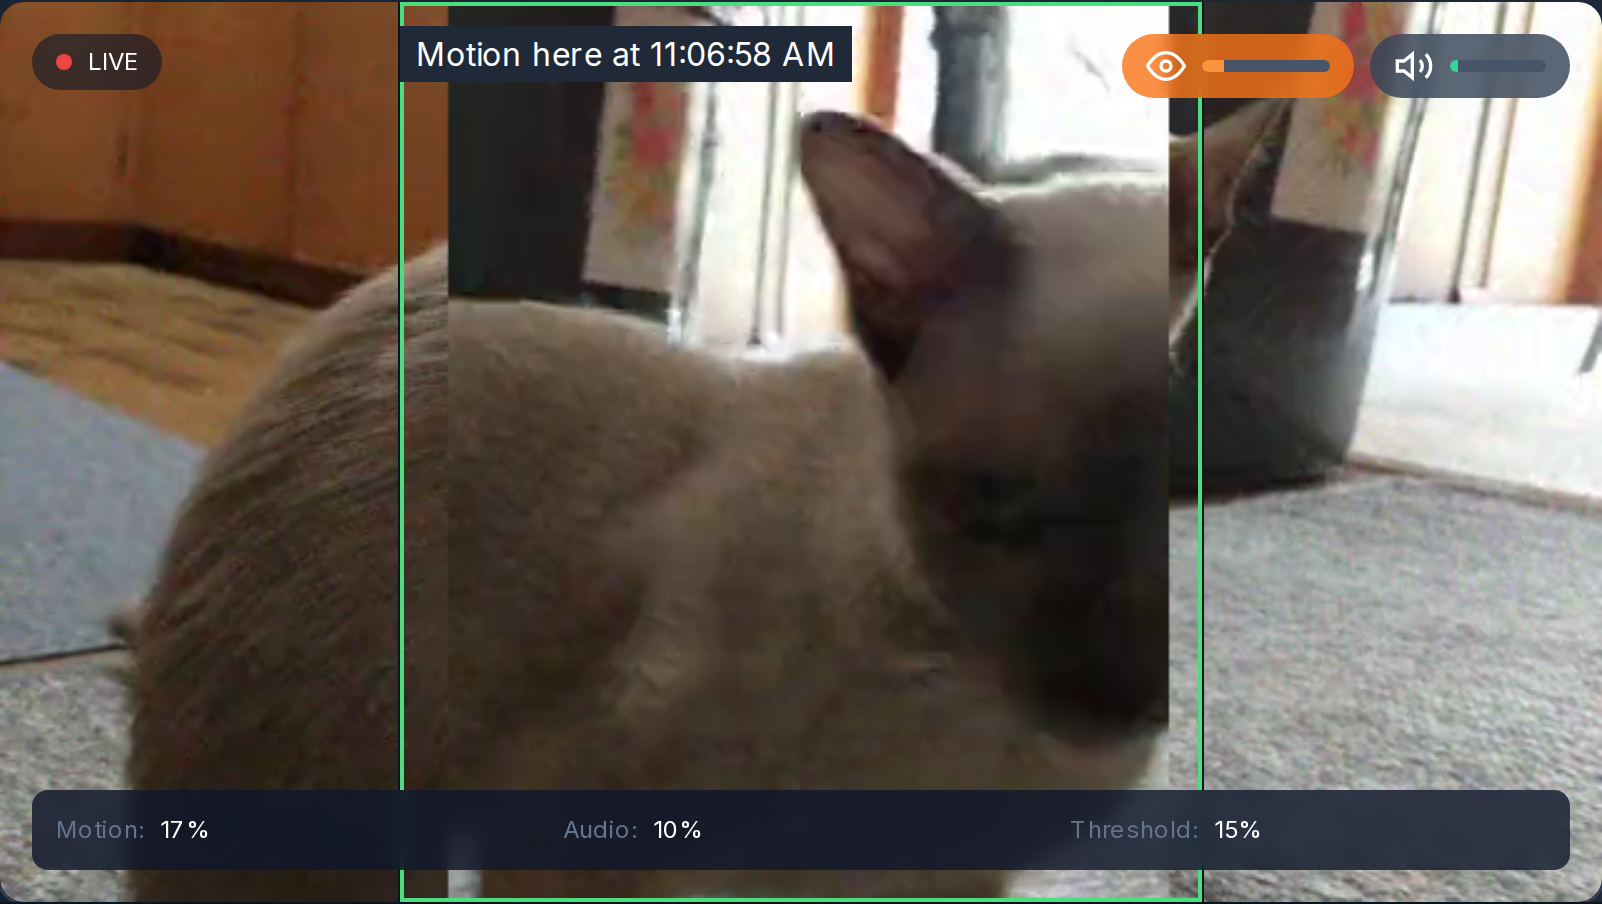 LIVE
Motion here at 11:06:58 AM
Motion: 17%
Audio: 10%
Threshold: 15%